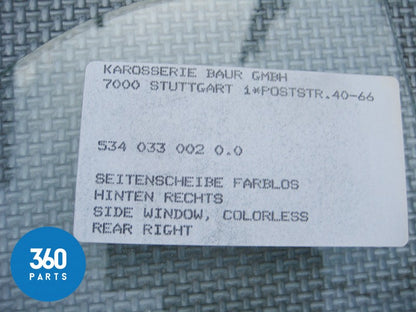 KAROSSERIE BAUR GMBH
7000 STUTTGART 1*POSTSTR.40-66
534 033 002 0.0
SEITENSCHEIBE FARBLOS
HINTEN RECHTS
SIDE WINDOW, COLORLESS
REAR RIGHT
360
PARTS